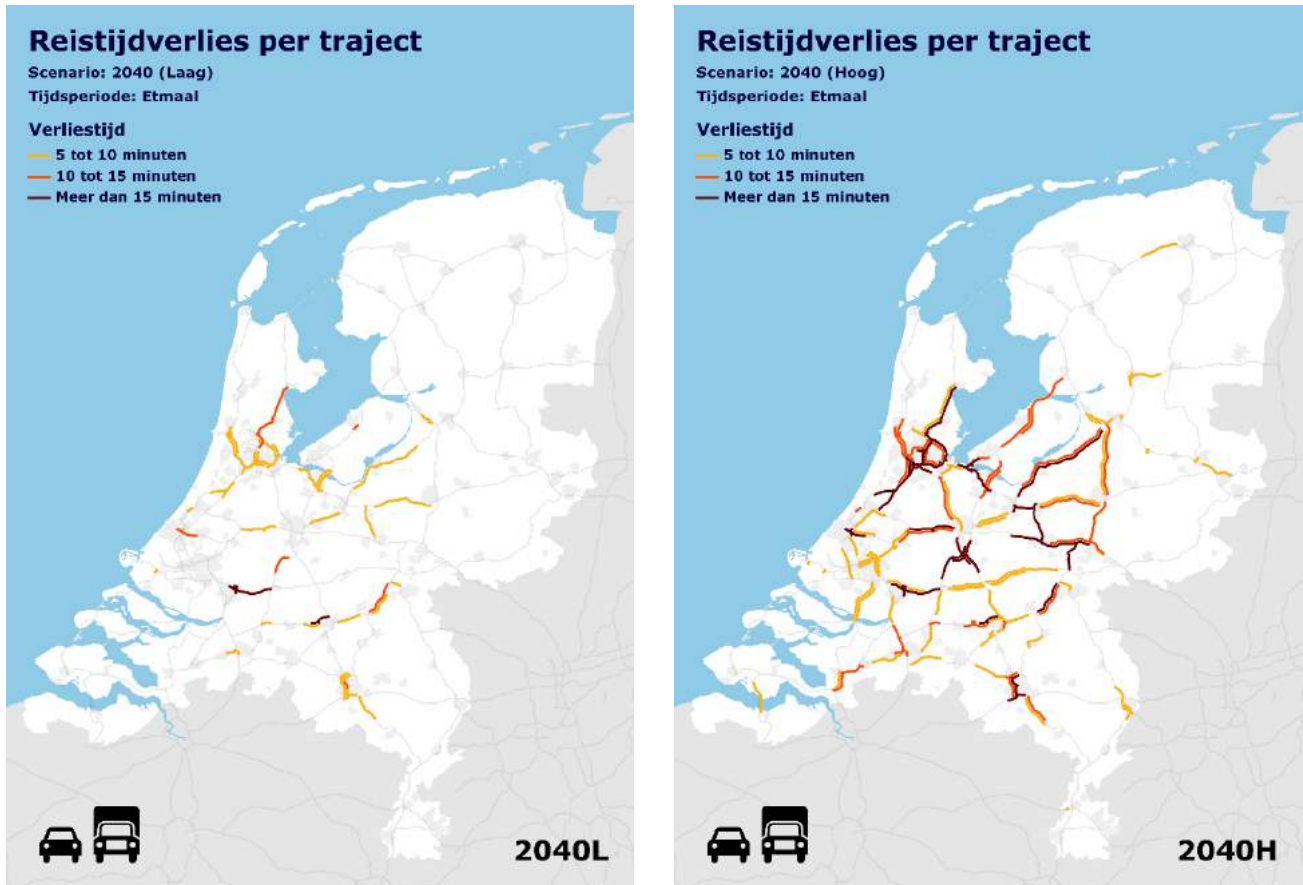 Reistijdverlies per traject
Scenario: 2040 (Laag)
Tijdsperiode: Etmaal
Verliestijd
5 tot 10 minuten
10 tot 15 minuten
Meer dan 15 minuten
2040L
Reistijdverlies per traject
Scenario: 2040 (Hoog)
Tijdsperiode: Etmaal
Verliestijd
5 tot 10 minuten
10 tot 15 minuten
Meer dan 15 minuten
2040H